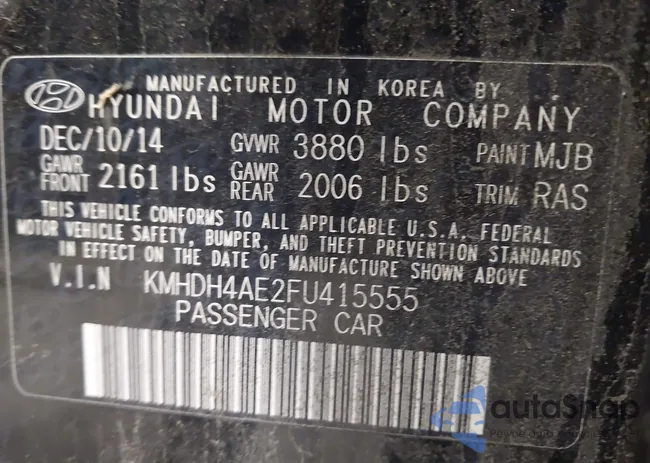 MANUFACTURED IN KOREA BY
HYUNDAI MOTOR COMPANY
DEC/10/14 GVWR 3880 lbs PAINT MJB
GAWR FRONT 2161 lbs GAWR REAR 2006 lbs TRIM RAS
THIS VEHICLE CONFORMS TO ALL APPLICABLE U.S.A. FEDERAL
MOTOR VEHICLE SAFETY, BUMPER, AND THEFT PREVENTION STANDARDS
IN EFFECT ON THE DATE OF MANUFACTURE SHOWN ABOVE
V.I.N KMHDH4AE2FU415555
PASSENGER CAR
autaSnap